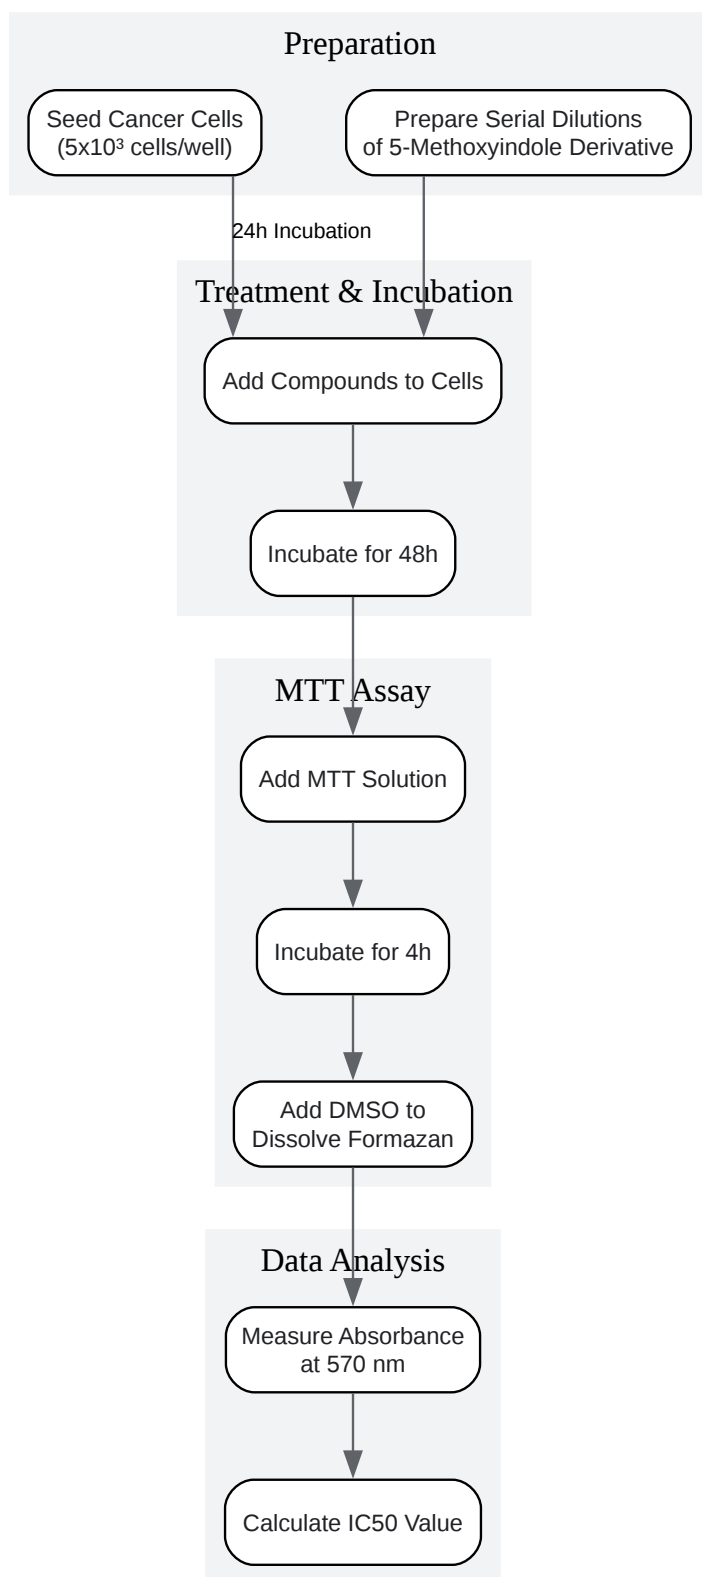 Preparation
Seed Cancer Cells
(5x10³ cells/well)
Prepare Serial Dilutions
of 5-Methoxyindole Derivative
24h Incubation
Treatment & Incubation
Add Compounds to Cells
Incubate for 48h
MTT Assay
Add MTT Solution
Incubate for 4h
Add DMSO to
Dissolve Formazan
Data Analysis
Measure Absorbance
at 570 nm
Calculate IC50 Value